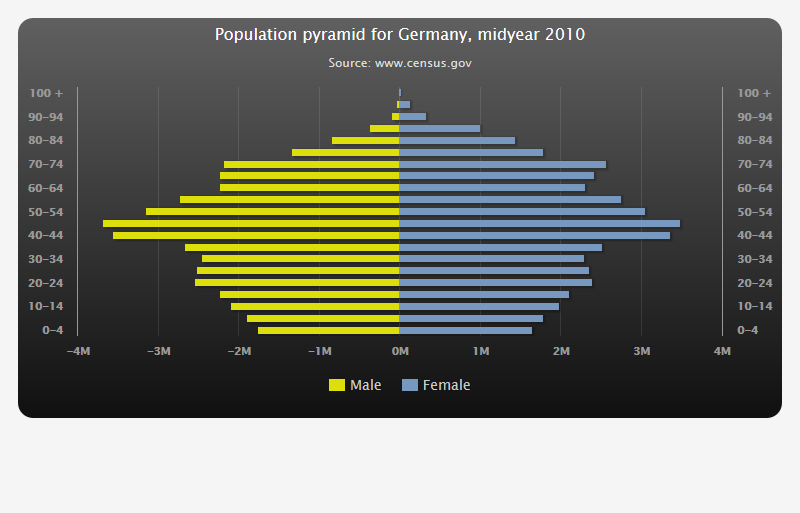 Population pyramid for Germany, midyear 2010
Source: www.census.gov
100 + 100 +
90–94 90–94
80–84 80–84
70–74 70–74
60–64 60–64
50–54 50–54
40–44 40–44
30–34 30–34
20–24 20–24
10–14 10–14
0–4 0–4
−4M −3M −2M −1M 0M 1M 2M 3M 4M
Male Female